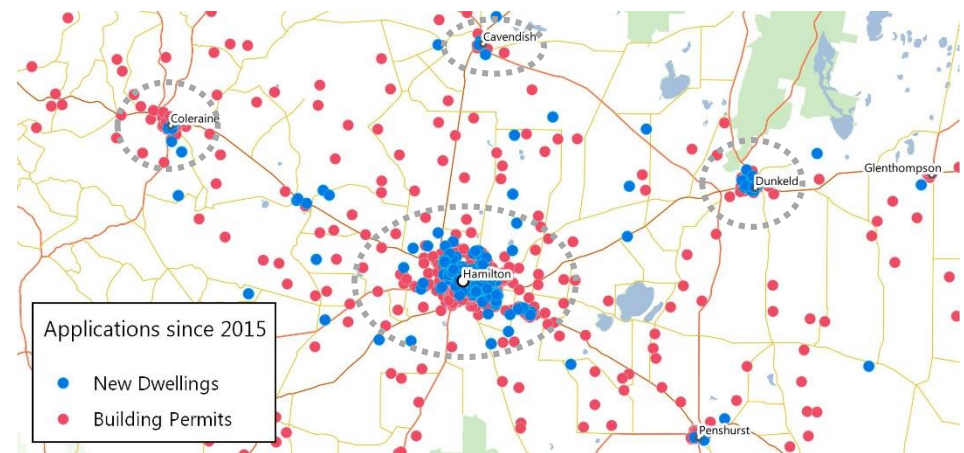 Cavendish
Coleraine
Glenthompson
Dunkeld
Hamilton
Applications since 2015
New Dwellings
Building Permits
Penshurst